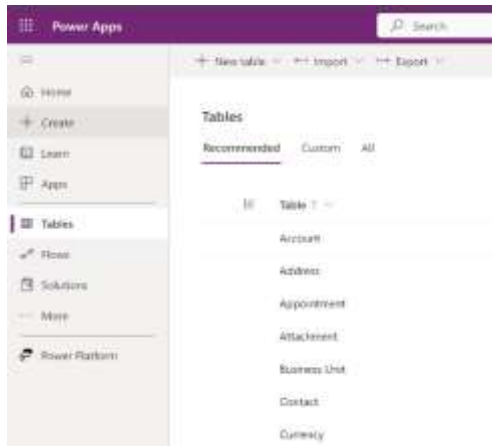 Power Apps
Search
New table
Import
Export
Home
Create
Learn
Apps
Tables
Flows
Solutions
More
Power Platform
Tables
Recommended Custom All
Table
Account
Address
Appointment
Attachment
Business Unit
Contact
Currency